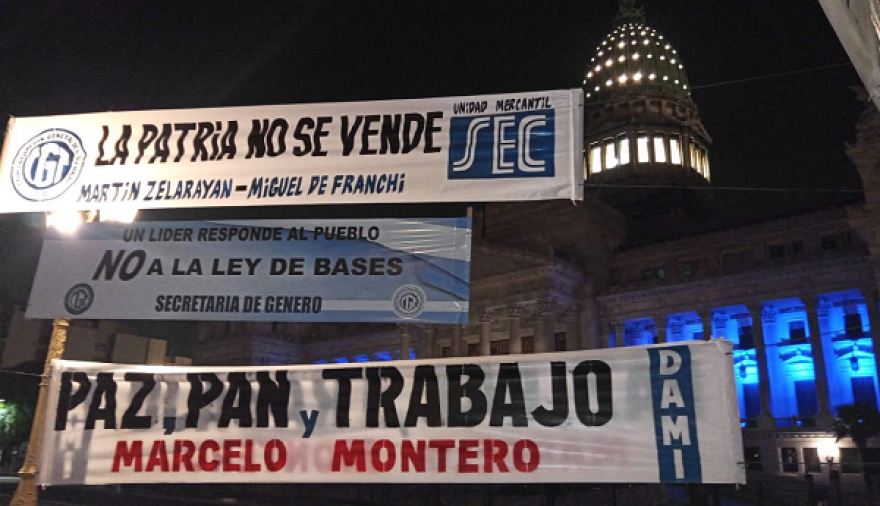 LA PATRIA NO SE VENDE
MARTIN ZELARAYAN - MIGUEL DE FRANCHI
UNIDAD MERCANTIL
SEC
CGT
UN LIDER RESPONDE AL PUEBLO
NO A LA LEY DE BASES
SECRETARIA DE GENERO
PAZ, PAN y TRABAJO
MARCELO MONTERO
DAMI